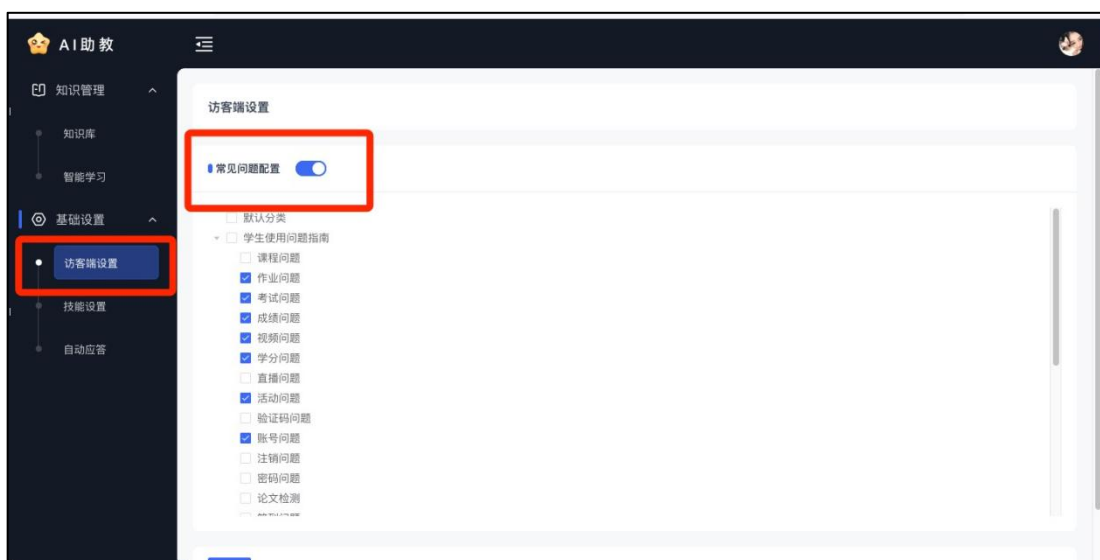 AI助教
知识管理
知识库
智能学习
基础设置
访客端设置
技能设置
自动应答
访客端设置
常见问题配置
默认分类
学生使用问题指南
课程问题
作业问题
考试问题
成绩问题
视频问题
学分问题
直播问题
活动问题
验证码问题
账号问题
注销问题
密码问题
论文检测